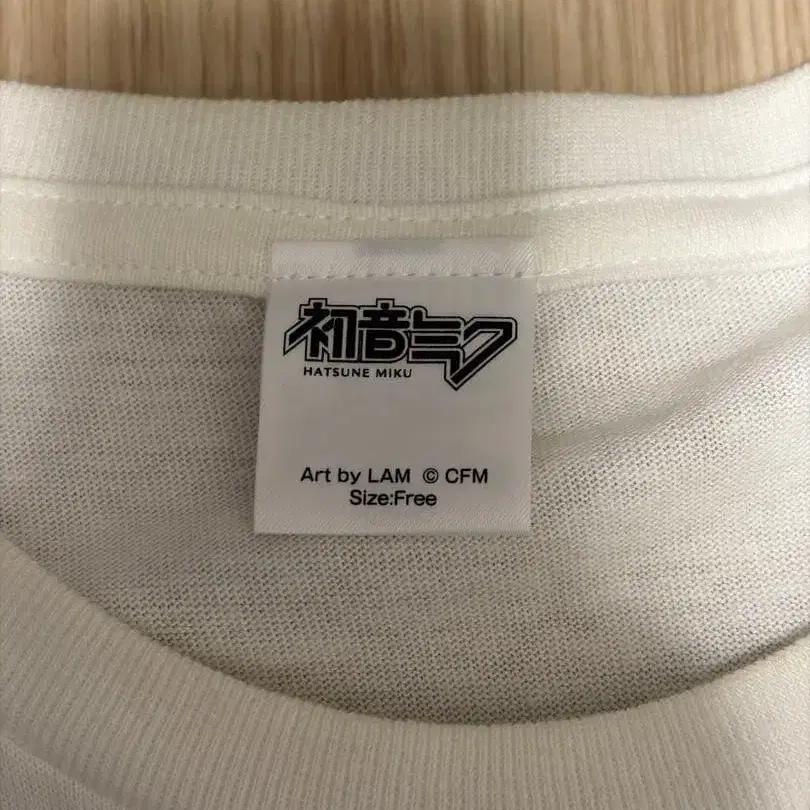 初音ミク
HATSUNE MIKU
Art by LAM © CFM
Size:Free